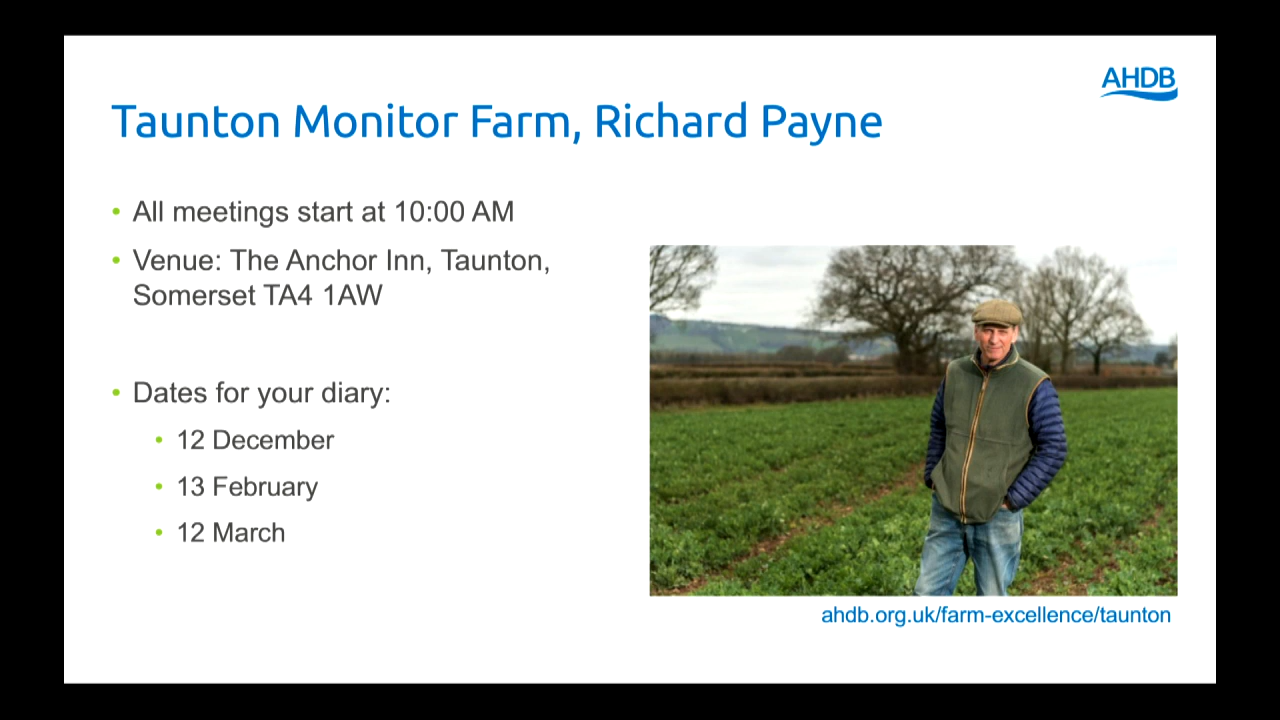 AHDB
Taunton Monitor Farm, Richard Payne
• All meetings start at 10:00 AM
• Venue: The Anchor Inn, Taunton,
Somerset TA4 1AW
• Dates for your diary:
• 12 December
• 13 February
• 12 March
ahdb.org.uk/farm-excellence/taunton